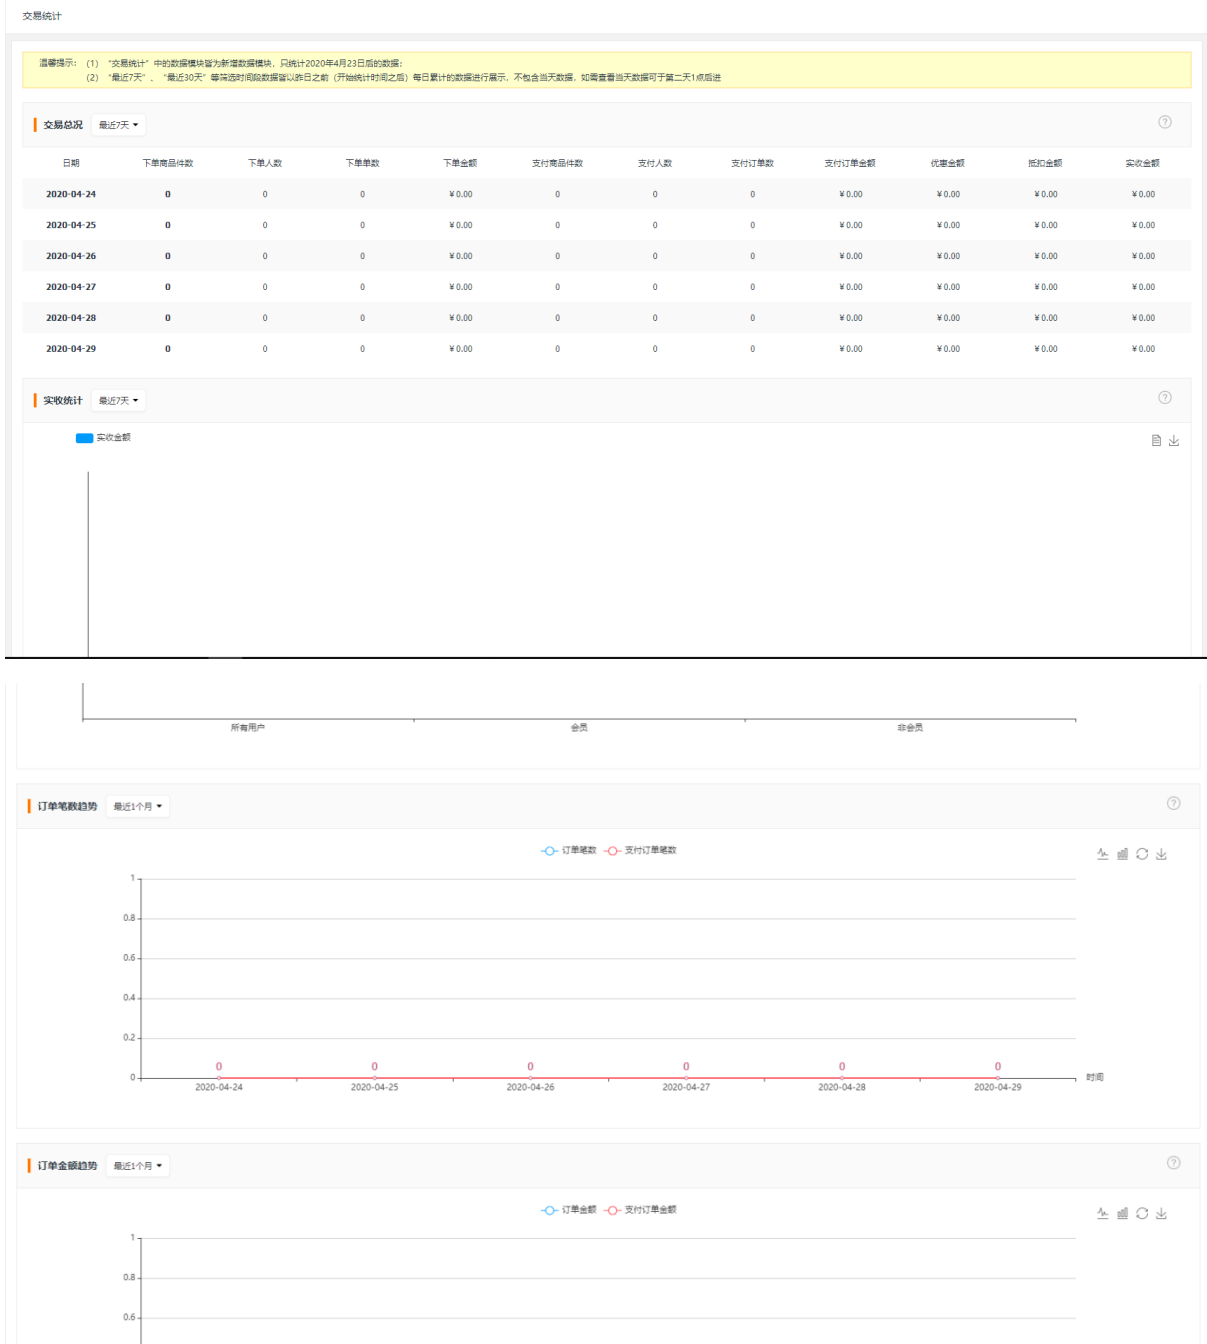 交易统计
温馨提示：（1）“交易统计”中的数据模块皆为新增数据模块，只统计2020年4月23日后的数据；
（2）“最近7天”、“最近30天”等筛选时间段数据皆以昨日之前（开始统计时间之后）每日累计的数据进行展示，不包含当天数据，如需查看当天数据可于第二天1点后进
交易总况 最近7天
日期 下单商品件数 下单人数 下单单数 下单金额 支付商品件数 支付人数 支付订单数 支付订单金额 优惠金额 抵扣金额 实收金额
2020-04-24 0 0 0 ¥ 0.00 0 0 0 ¥ 0.00 ¥ 0.00 ¥ 0.00 ¥ 0.00
2020-04-25 0 0 0 ¥ 0.00 0 0 0 ¥ 0.00 ¥ 0.00 ¥ 0.00 ¥ 0.00
2020-04-26 0 0 0 ¥ 0.00 0 0 0 ¥ 0.00 ¥ 0.00 ¥ 0.00 ¥ 0.00
2020-04-27 0 0 0 ¥ 0.00 0 0 0 ¥ 0.00 ¥ 0.00 ¥ 0.00 ¥ 0.00
2020-04-28 0 0 0 ¥ 0.00 0 0 0 ¥ 0.00 ¥ 0.00 ¥ 0.00 ¥ 0.00
2020-04-29 0 0 0 ¥ 0.00 0 0 0 ¥ 0.00 ¥ 0.00 ¥ 0.00 ¥ 0.00
实收统计 最近7天
实收金额
所有用户 会员 非会员
订单笔数趋势 最近1个月
订单笔数 支付订单笔数
1
0.8
0.6
0.4
0.2
0 0 0 0 0 0
0 时间
2020-04-24 2020-04-25 2020-04-26 2020-04-27 2020-04-28 2020-04-29
订单金额趋势 最近1个月
订单金额 支付订单金额
1
0.8
0.6